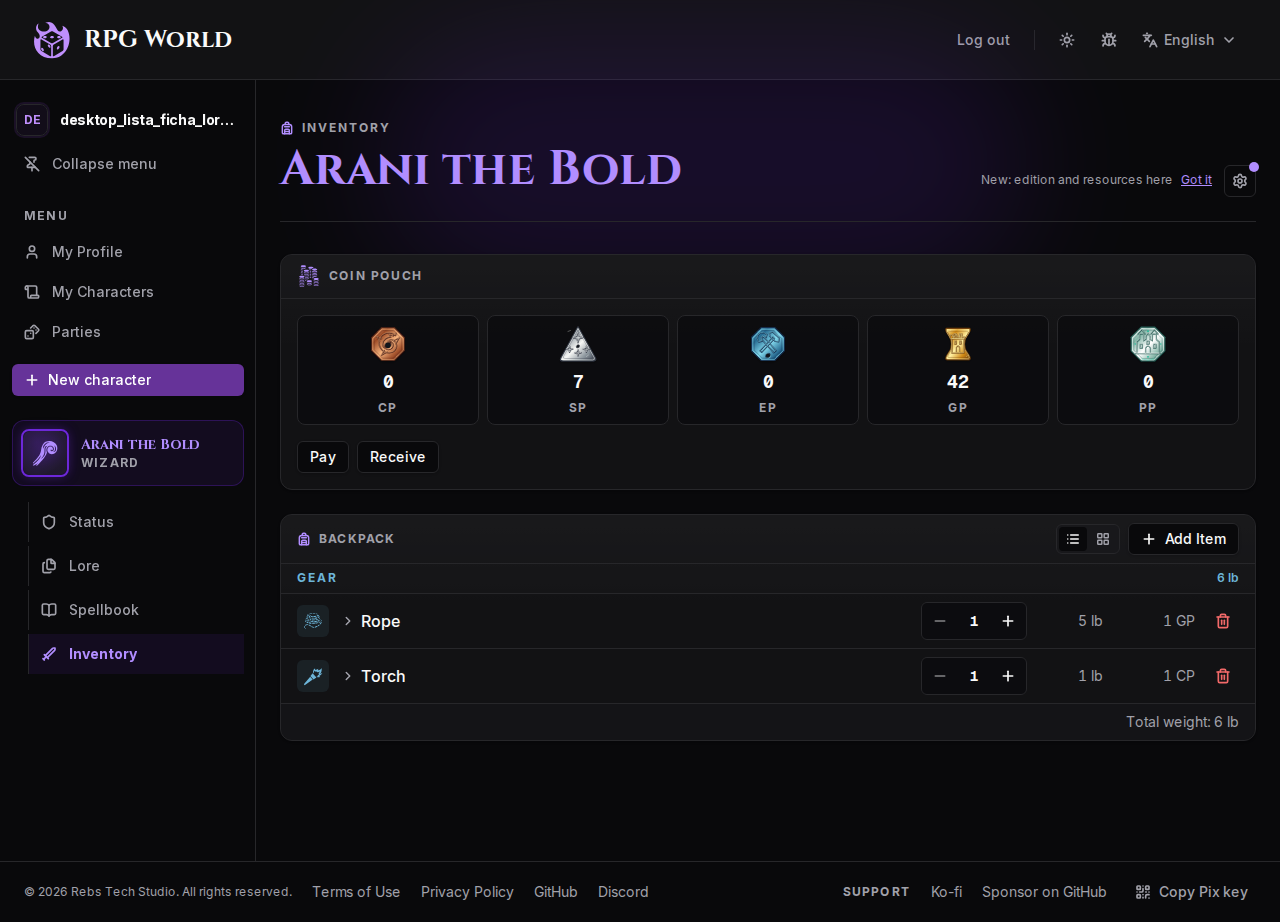 RPG World
Log out
English
DE
desktop_lista_ficha_lor...
Collapse menu
MENU
My Profile
My Characters
Parties
New character
Arani the Bold
WIZARD
Status
Lore
Spellbook
Inventory
INVENTORY
Arani the Bold
New: edition and resources here Got it
COIN POUCH
0 7 0 42 0
CP SP EP GP PP
Pay Receive
BACKPACK
Add Item
GEAR 6 lb
Rope 1 5 lb 1 GP
Torch 1 1 lb 1 CP
Total weight: 6 lb
© 2026 Rebs Tech Studio. All rights reserved. Terms of Use Privacy Policy GitHub Discord SUPPORT Ko-fi Sponsor on GitHub Copy Pix key